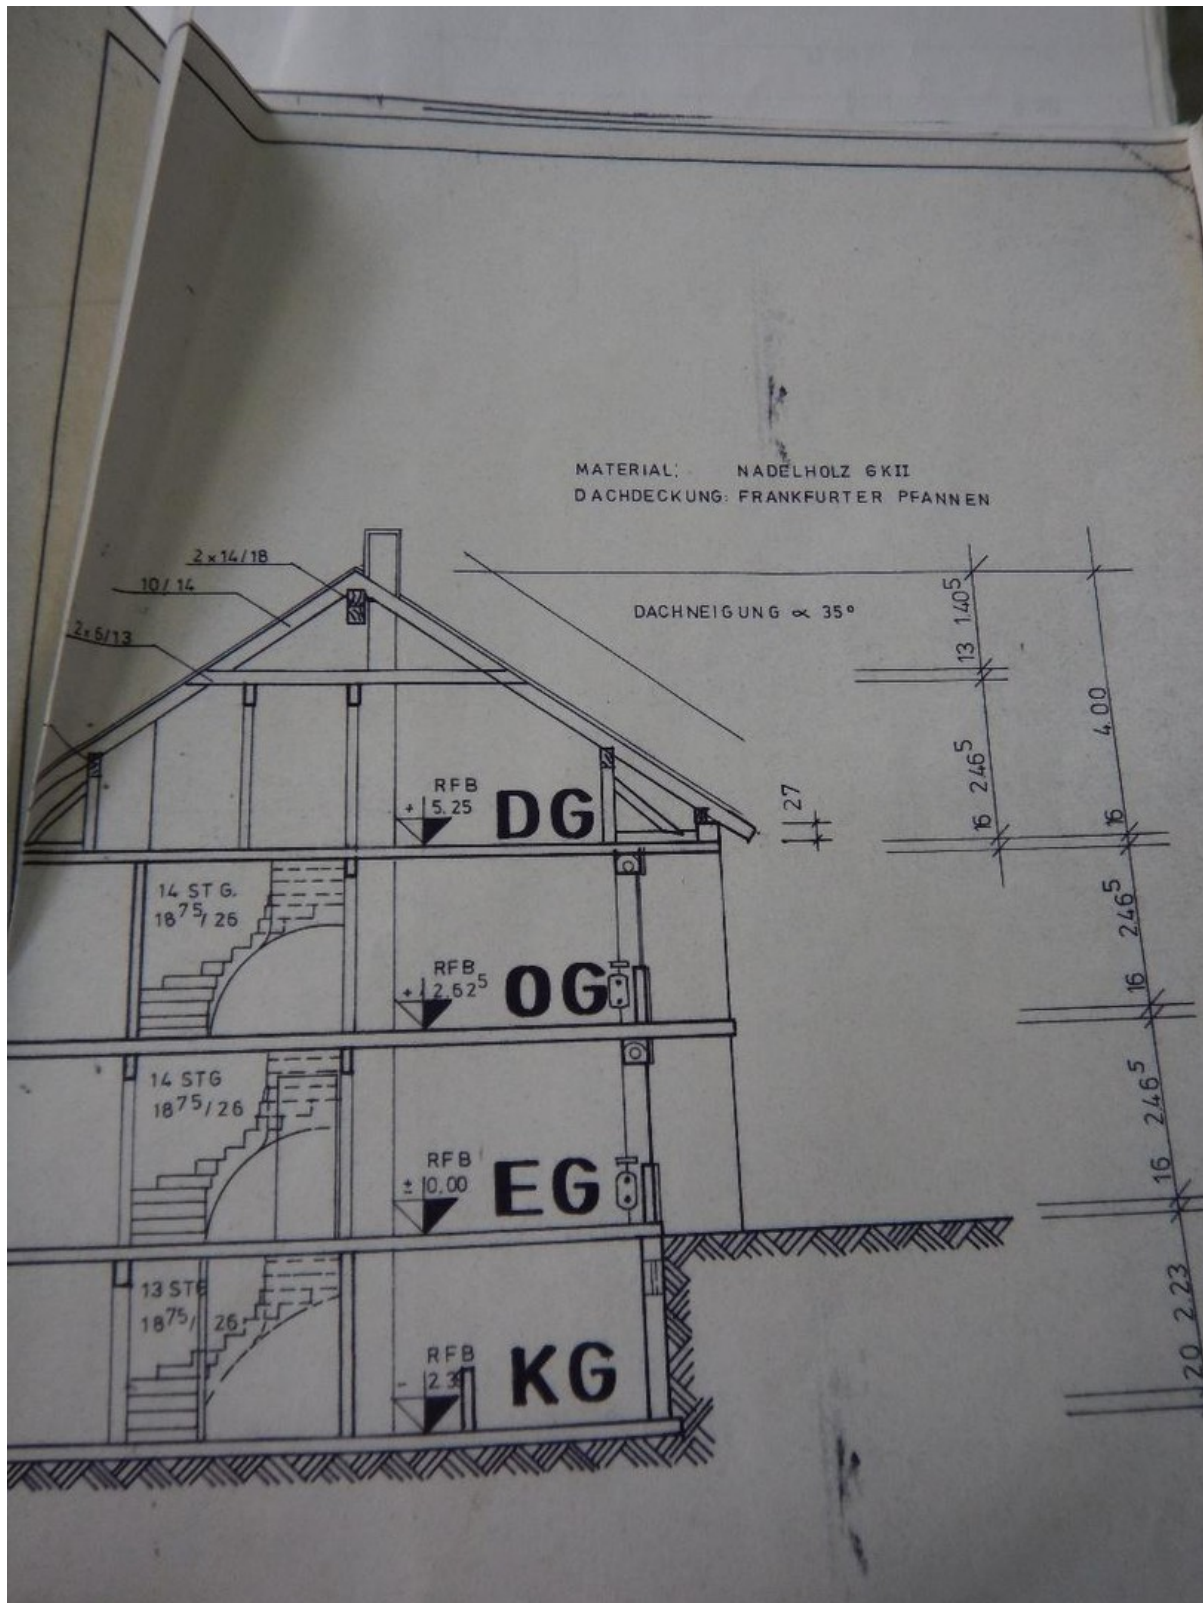 MATERIAL: NADELHOLZ GKII
DACHDECKUNG: FRANKFURTER PFANNEN
2x14/18
10/14
2x6/13
DACHNEIGUNG ∝ 35°
13 1.40⁵
4.00
16 2.46⁵
27
16
RFB
+ 5.25
DG
14 STG.
18⁷⁵/26
RFB
+ 2.62⁵
OG
16 2.46⁵
14 STG
18⁷⁵/26
RFB
± 0.00
EG
16 2.46⁵
13 STG
18⁷⁵/26
RFB
- 2.3
KG
20 2.23